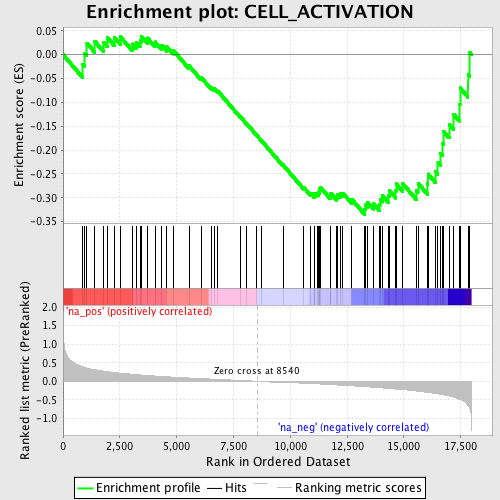 Enrichment plot: CELL_ACTIVATION
Enrichment score (ES)
0.05
0.00
-0.05
-0.10
-0.15
-0.20
-0.25
-0.30
-0.35
'na_pos' (positively correlated)
Ranked list metric (PreRanked)
2.0
1.5
1.0
0.5
0.0
-0.5
-1.0
Zero cross at 8540
'na_neg' (negatively correlated)
0
2,500
5,000
7,500
10,000
12,500
15,000
17,500
Rank in Ordered Dataset
Enrichment profile
Hits
Ranking metric scores